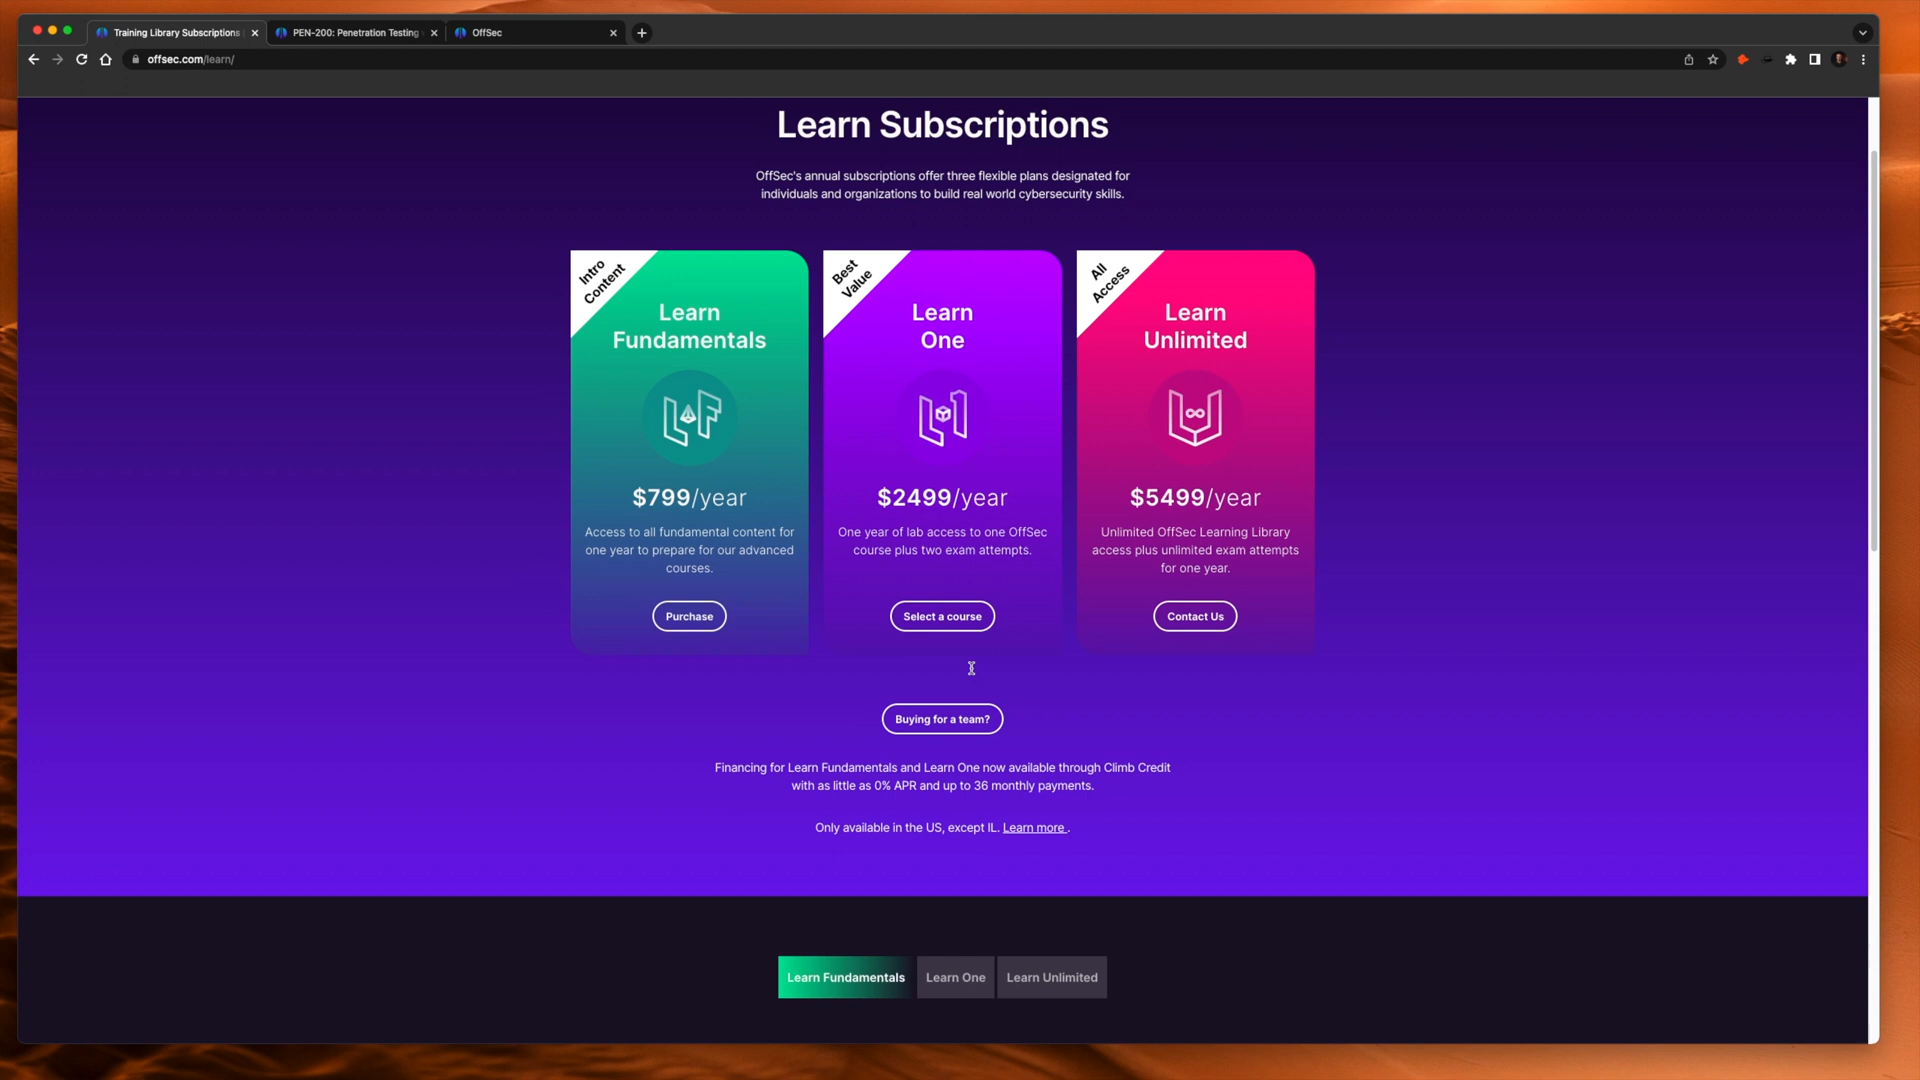 Training Library Subscriptions
PEN-200: Penetration Testing
OffSec
offsec.com/learn/
Learn Subscriptions
OffSec's annual subscriptions offer three flexible plans designated for
individuals and organizations to build real world cybersecurity skills.
Intro
Content
Learn
Fundamentals
$799/year
Access to all fundamental content for
one year to prepare for our advanced
courses.
Purchase
Best
Value
Learn
One
$2499/year
One year of lab access to one OffSec
course plus two exam attempts.
Select a course
All
Access
Learn
Unlimited
$5499/year
Unlimited OffSec Learning Library
access plus unlimited exam attempts
for one year.
Contact Us
Buying for a team?
Financing for Learn Fundamentals and Learn One now available through Climb Credit
with as little as 0% APR and up to 36 monthly payments.
Only available in the US, except IL. Learn more .
Learn Fundamentals
Learn One
Learn Unlimited